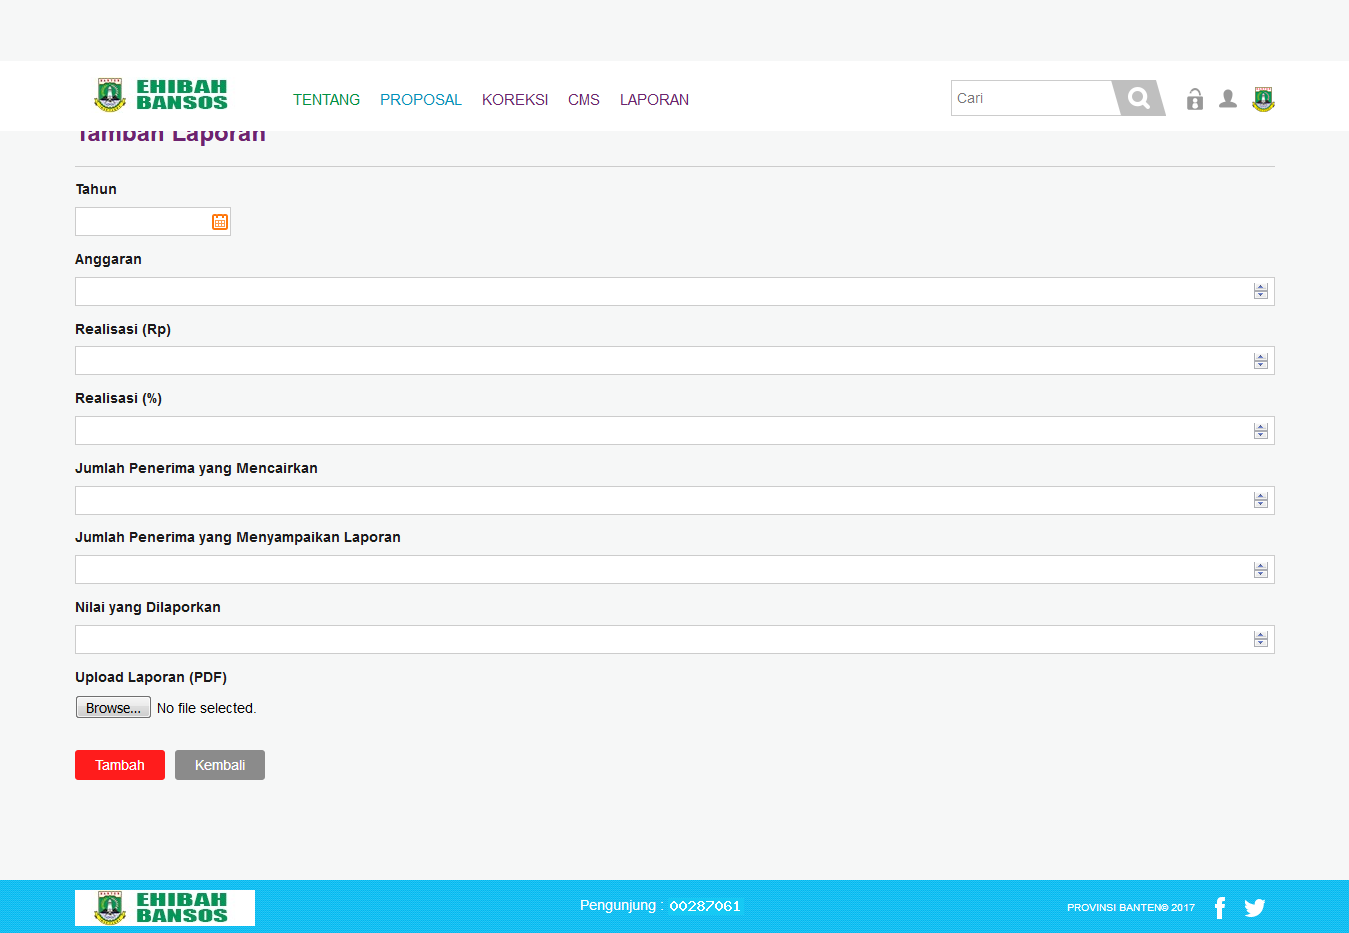 EHIBAH
BANSOS
TENTANG PROPOSAL KOREKSI CMS LAPORAN
Cari
Tambah Laporan
Tahun
Anggaran
Realisasi (Rp)
Realisasi (%)
Jumlah Penerima yang Mencairkan
Jumlah Penerima yang Menyampaikan Laporan
Nilai yang Dilaporkan
Upload Laporan (PDF)
Browse... No file selected.
Tambah Kembali
EHIBAH
BANSOS
Pengunjung : 00287061
PROVINSI BANTEN© 2017